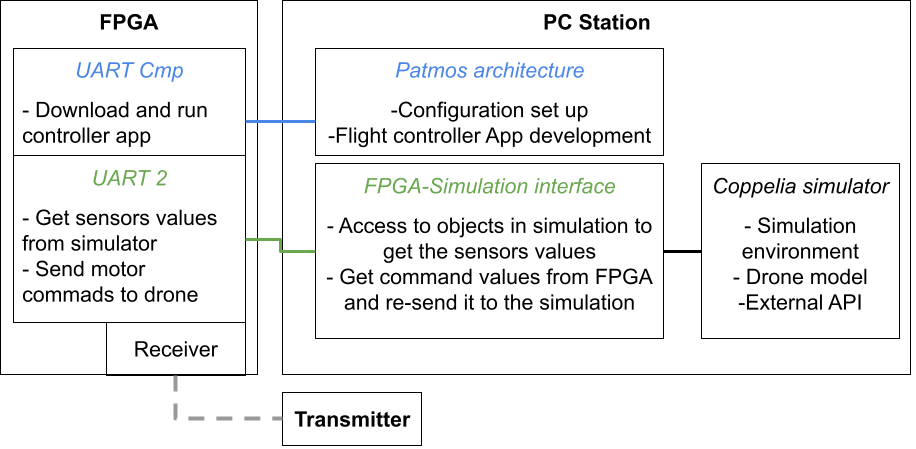 FPGA
UART Cmp
- Download and run
controller app
UART 2
- Get sensors values
from simulator
- Send motor
commads to drone
Receiver
PC Station
Patmos architecture
-Configuration set up
-Flight controller App development
FPGA-Simulation interface
- Access to objects in simulation to
get the sensors values
- Get command values from FPGA
and re-send it to the simulation
Coppelia simulator
- Simulation
environment
- Drone model
-External API
Transmitter